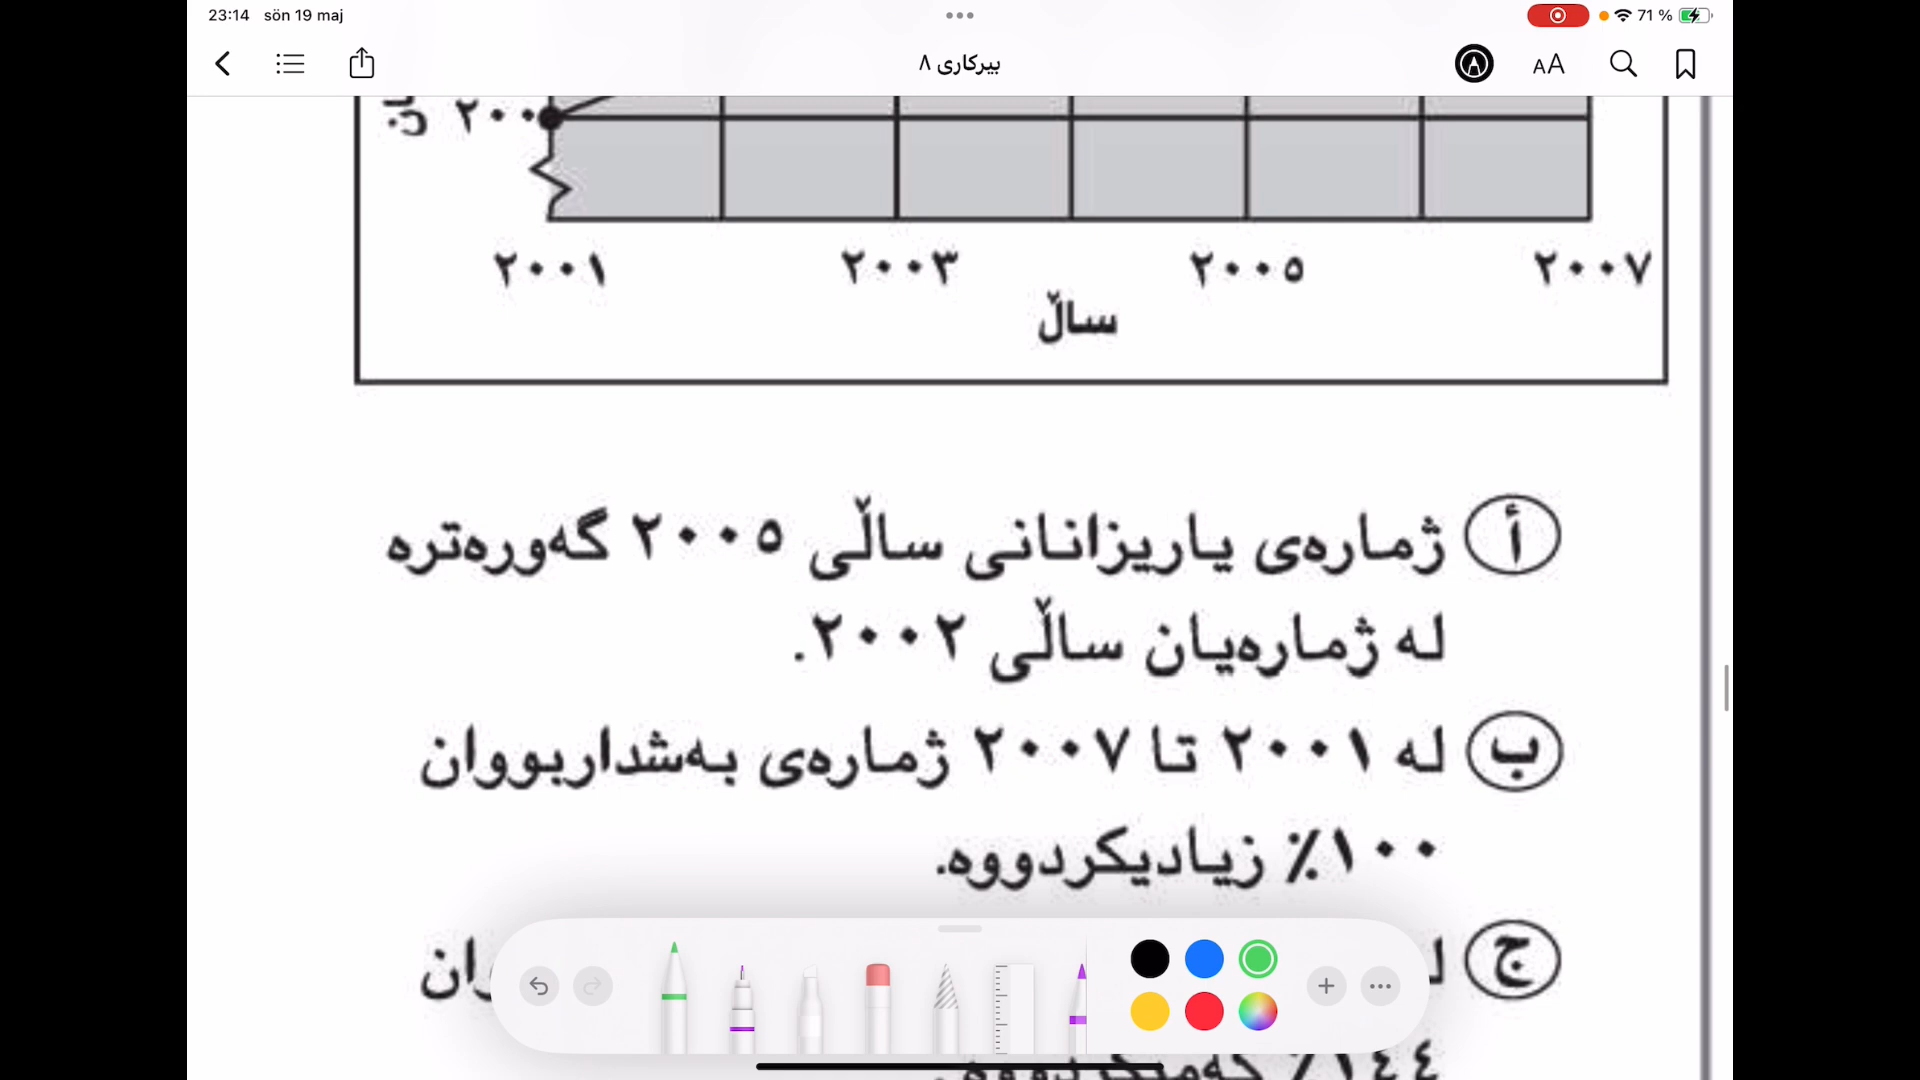 23:14 sön 19 maj
71 %
بیرکاری ٨
AA
٢٠٠
٢٠٠١ ٢٠٠٣ ٢٠٠٥ ٢٠٠٧
ساڵ
أ ژمارەی یاریزانانی ساڵی ٢٠٠٥ گەورەترە
لە ژمارەیان ساڵی ٢٠٠٢.
ب لە ٢٠٠١ تا ٢٠٠٧ ژمارەی بەشداربووان
١٠٠٪ زیادیکردووە.
ج